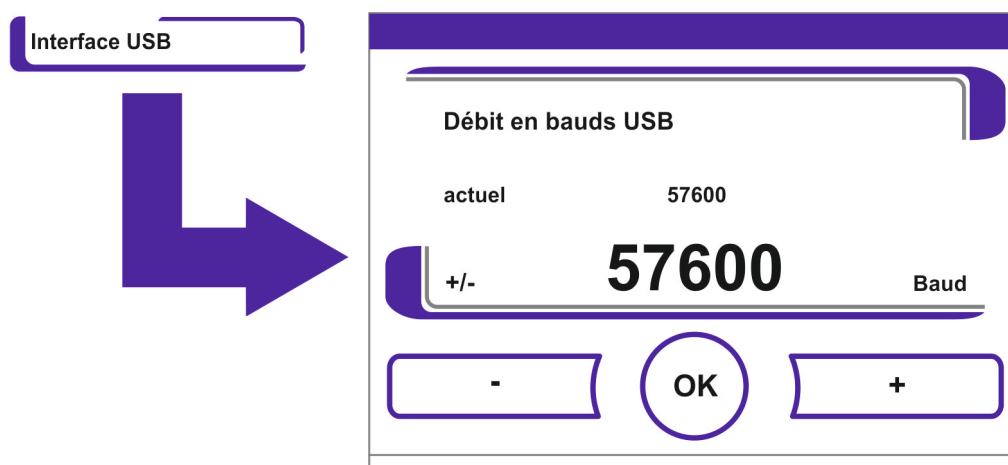 Interface USB
Débit en bauds USB
actuel 57600
+/- 57600 Baud
- OK +